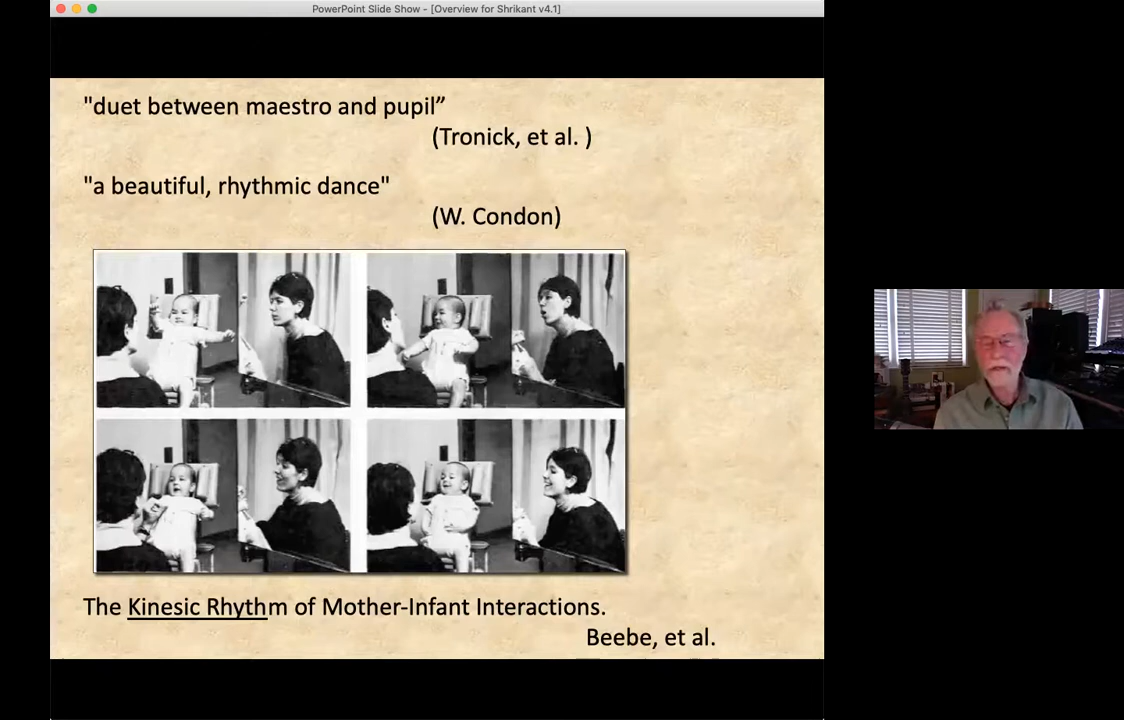 PowerPoint Slide Show - [Overview for Shrikant v4.1]
"duet between maestro and pupil”
(Tronick, et al. )
"a beautiful, rhythmic dance"
(W. Condon)
The Kinesic Rhythm of Mother-Infant Interactions.
Beebe, et al.